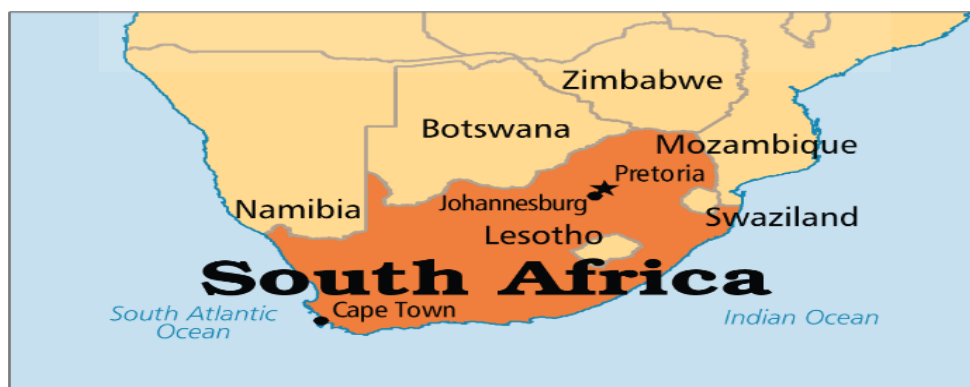 Zimbabwe
Botswana
Mozambique
Pretoria
Johannesburg
Namibia
Swaziland
Lesotho
South Africa
Cape Town
South Atlantic
Ocean
Indian Ocean